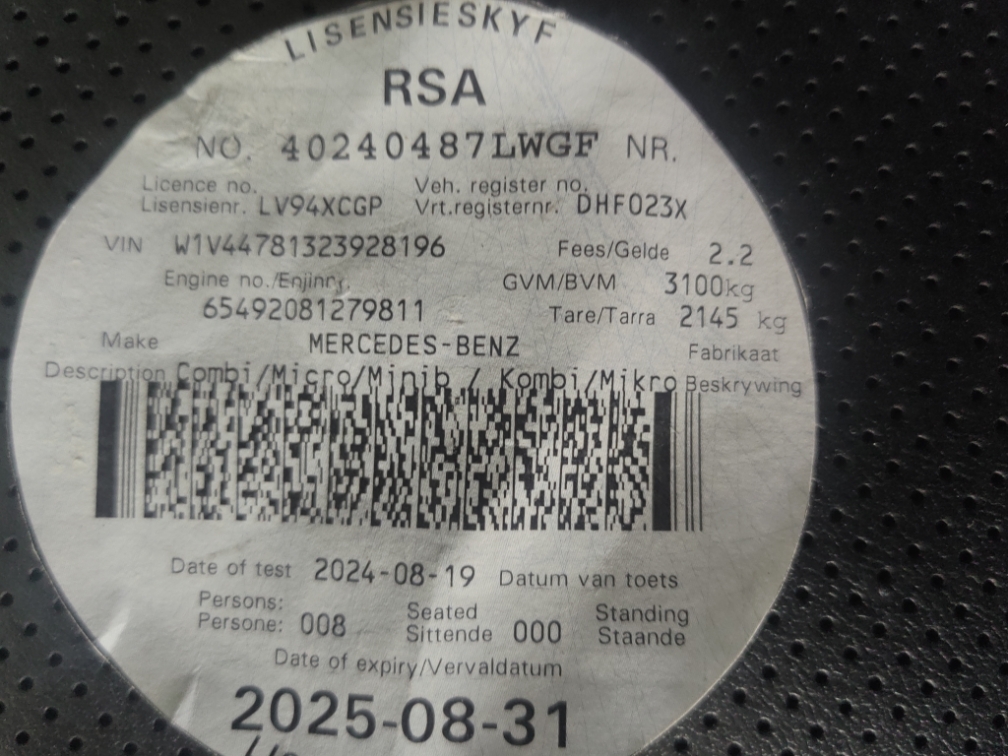 LISENSIESKYF
RSA
NO. 40240487LWGF NR.
Licence no. Veh. register no.
Lisensienr. LV94XCGP Vrt.registernr. DHF023X
VIN W1V44781323928196 Fees/Gelde 2.2
Engine no./Enjinnr. GVM/BVM 3100kg
65492081279811 Tare/Tarra 2145 kg
Make MERCEDES-BENZ Fabrikaat
Description Combi/Micro/Minib / Kombi/Mikro Beskrywing
Date of test 2024-08-19 Datum van toets
Persons: Seated Standing
Persone: 008 Sittende 000 Staande
Date of expiry/Vervaldatum
2025-08-31